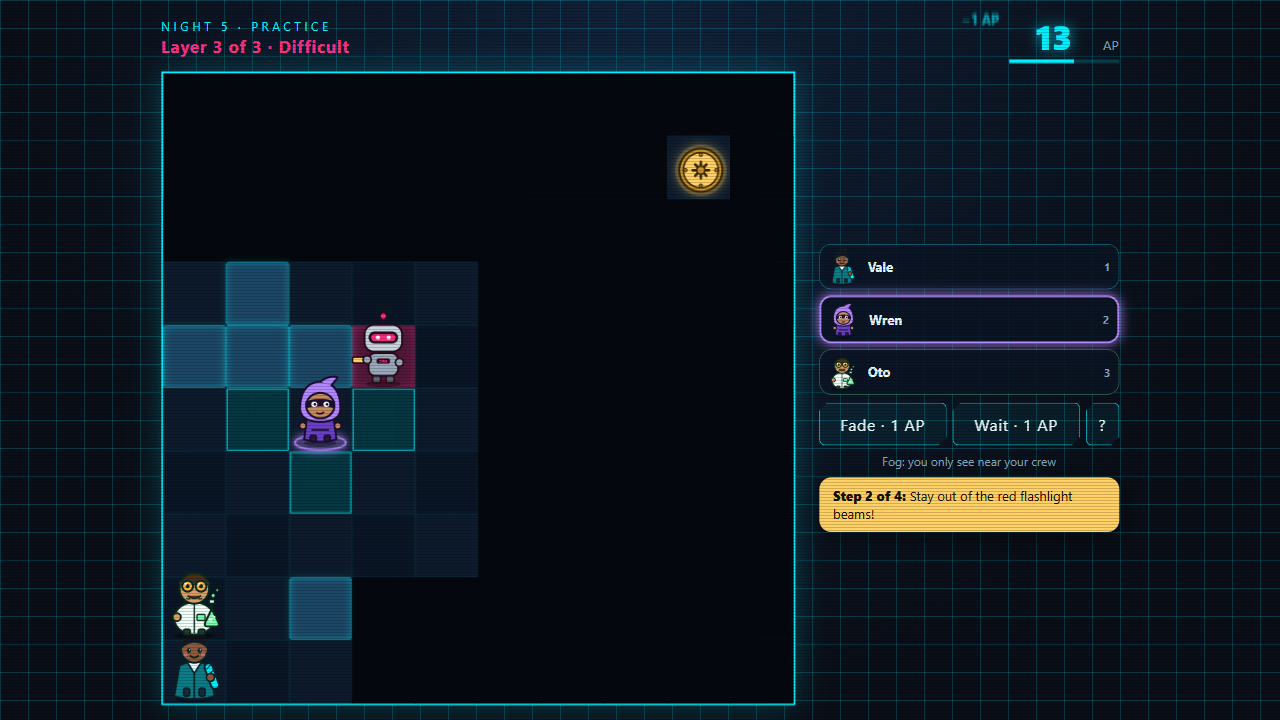 NIGHT 5 · PRACTICE
Layer 3 of 3 · Difficult
-1 AP
13
AP
Vale
1
Wren
2
Oto
3
Fade · 1 AP
Wait · 1 AP
?
Fog: you only see near your crew
Step 2 of 4: Stay out of the red flashlight
beams!